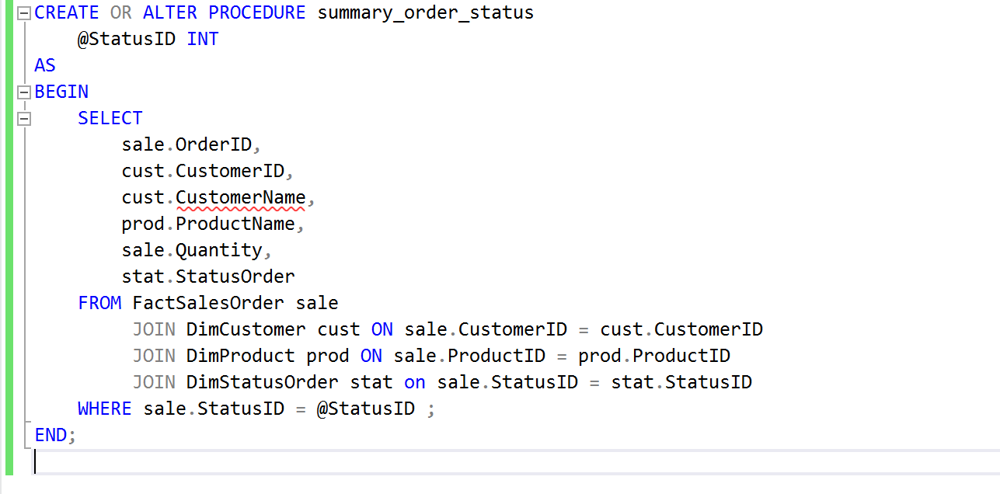 CREATE OR ALTER PROCEDURE summary_order_status
@StatusID INT
AS
BEGIN
SELECT
sale.OrderID,
cust.CustomerID,
cust.CustomerName,
prod.ProductName,
sale.Quantity,
stat.StatusOrder
FROM FactSalesOrder sale
JOIN DimCustomer cust ON sale.CustomerID = cust.CustomerID
JOIN DimProduct prod ON sale.ProductID = prod.ProductID
JOIN DimStatusOrder stat on sale.StatusID = stat.StatusID
WHERE sale.StatusID = @StatusID ;
END;